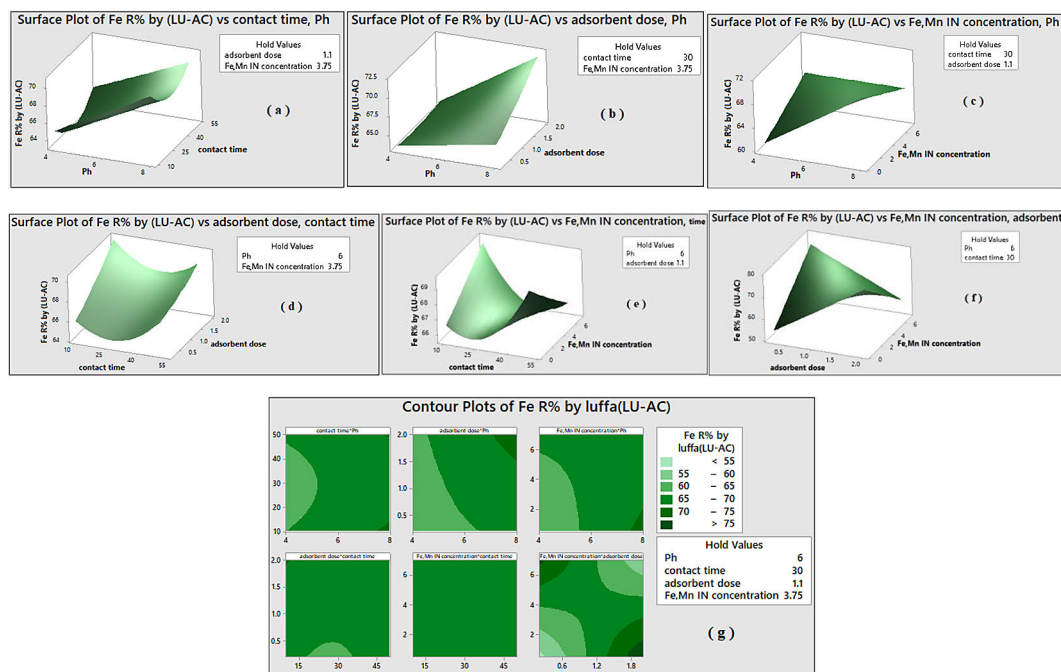 Surface Plot of Fe R% by (LU-AC) vs contact time, Ph
Hold Values
adsorbent dose 1.1
Fe,Mn IN concentration 3.75
Fe R% by (LU-AC)
70
68
66
64
4
6
8
Ph
10
25
40
55
contact time
( a )
Surface Plot of Fe R% by (LU-AC) vs adsorbent dose, Ph
Hold Values
contact time 30
Fe,Mn IN concentration 3.75
Fe R% by (LU-AC)
72.5
70.0
67.5
65.0
4
6
8
Ph
0.5
1.0
1.5
2.0
adsorbent dose
( b )
Surface Plot of Fe R% by (LU-AC) vs Fe,Mn IN concentration, Ph
Hold Values
contact time 30
adsorbent dose 1.1
Fe R% by (LU-AC)
72
68
64
60
4
6
8
Ph
0
2
4
6
Fe,Mn IN concentration
( c )
Surface Plot of Fe R% by (LU-AC) vs adsorbent dose, contact time
Hold Values
Ph 6
Fe,Mn IN concentration 3.75
Fe R% by (LU-AC)
70
68
66
64
10
25
40
55
contact time
0.5
1.0
1.5
2.0
adsorbent dose
( d )
Surface Plot of Fe R% by (LU-AC) vs Fe,Mn IN concentration, time
Hold Values
Ph 6
adsorbent dose 1.1
Fe R% by (LU-AC)
69
68
67
66
10
25
40
55
contact time
0
2
4
6
Fe,Mn IN concentration
( e )
Surface Plot of Fe R% by (LU-AC) vs Fe,Mn IN concentration, adsorbent
Hold Values
Ph 6
contact time 30
Fe R% by (LU-AC)
80
70
60
50
0.5
1.0
1.5
2.0
adsorbent dose
0
2
4
6
Fe,Mn IN concentration
( f )
Contour Plots of Fe R% by luffa(LU-AC)
contact time*Ph
50
40
30
20
10
4
6
8
adsorbent dose*Ph
2.0
1.5
1.0
0.5
4
6
8
Fe,Mn IN concentration*Ph
6
4
2
4
6
8
adsorbent dose*contact time
2.0
1.5
1.0
0.5
15
30
45
Fe,Mn IN concentration*contact time
6
4
2
15
30
45
Fe,Mn IN concentration*adsorbent dose
6
4
2
0.6
1.2
1.8
Fe R% by
luffa(LU-AC)
< 55
55 – 60
60 – 65
65 – 70
70 – 75
> 75
Hold Values
Ph 6
contact time 30
adsorbent dose 1.1
Fe,Mn IN concentration 3.75
( g )